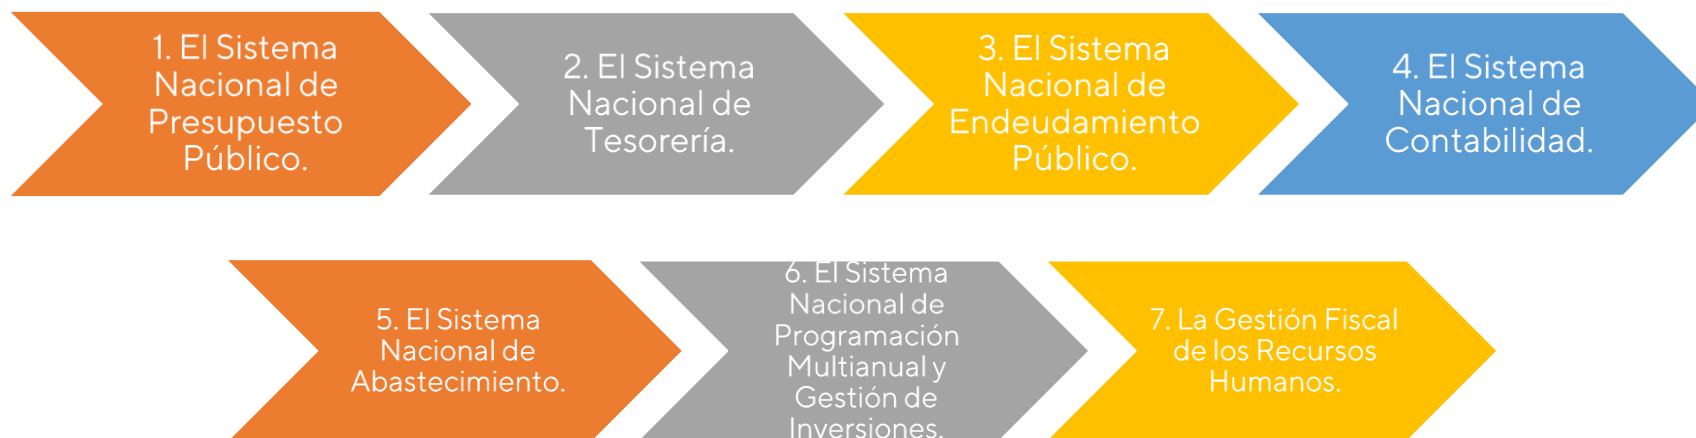 1. El Sistema
Nacional de
Presupuesto
Público.
2. El Sistema
Nacional de
Tesorería.
3. El Sistema
Nacional de
Endeudamiento
Público.
4. El Sistema
Nacional de
Contabilidad.
5. El Sistema
Nacional de
Abastecimiento.
6. El Sistema
Nacional de
Programación
Multianual y
Gestión de
Inversiones.
7. La Gestión Fiscal
de los Recursos
Humanos.